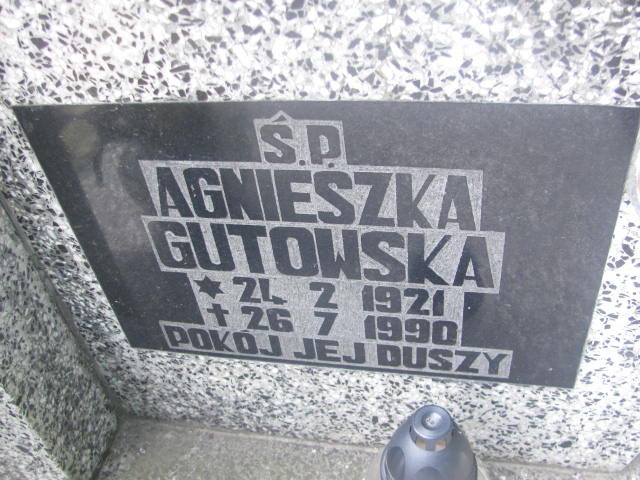 Ś.P.
AGNIESZKA
GUTOWSKA
* 24 2 1921
† 26 7 1990
POKÓJ JEJ DUSZY